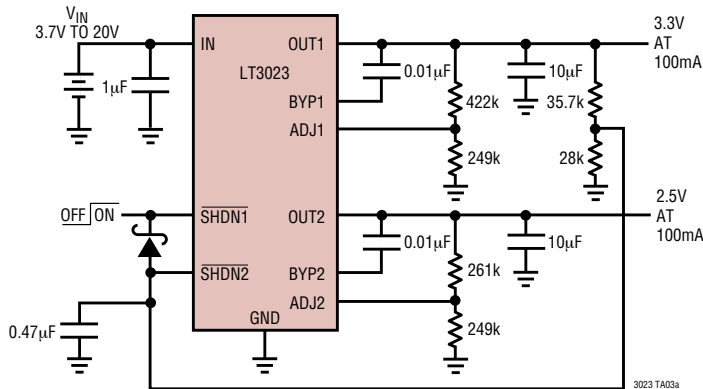 VIN
3.7V TO 20V
1µF
IN
LT3023
OUT1
BYP1
ADJ1
0.01µF
422k
249k
10µF
35.7k
28k
3.3V
AT
100mA
OFF ON
SHDN1
SHDN2
GND
OUT2
BYP2
ADJ2
0.01µF
261k
249k
10µF
2.5V
AT
100mA
0.47µF
3023 TA03a